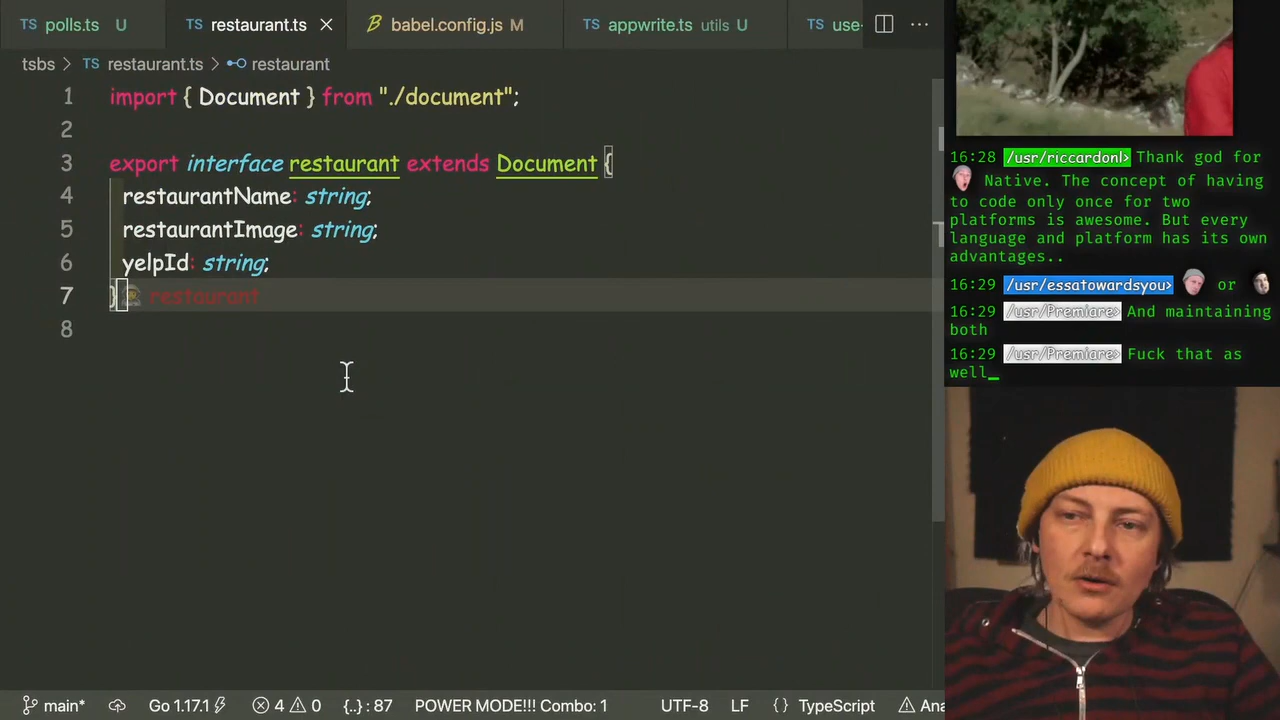 TS polls.ts U TS restaurant.ts babel.config.js M TS appwrite.ts utils U TS use-
tsbs > TS restaurant.ts > restaurant
1 import { Document } from "./document";
2
3 export interface restaurant extends Document {
4 restaurantName: string;
5 restaurantImage: string;
6 yelpId: string;
7 } restaurant
8
main* Go 1.17.1 4 0 {..} : 87 POWER MODE!!! Combo: 1 UTF-8 LF {} TypeScript Ana
16:28 /usr/riccardonl> Thank god for
Native. The concept of having
to code only once for two
platforms is awesome. But every
language and platform has its own
advantages..
16:29 /usr/essatowardsyou> or
16:29 /usr/Premiare> And maintaining
both
16:29 /usr/Premiare> Fuck that as
well_